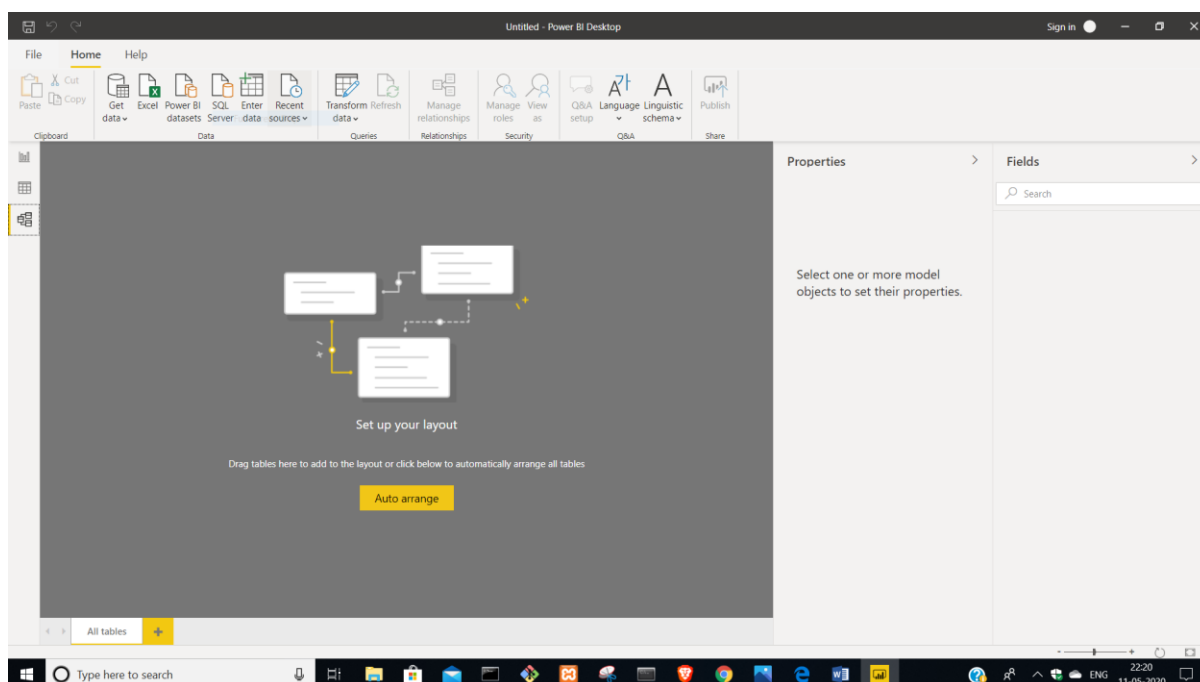 Untitled - Power BI Desktop
Sign in
File Home Help
Paste
Cut
Copy
Get data
Excel
Power BI datasets
SQL Server
Enter data
Recent sources
Transform data
Refresh
Manage relationships
Manage roles
View as
Q&A setup
Language
Linguistic schema
Publish
Clipboard
Data
Queries
Relationships
Security
Q&A
Share
Properties
Fields
Search
Select one or more model
objects to set their properties.
Set up your layout
Drag tables here to add to the layout or click below to automatically arrange all tables
Auto arrange
All tables
Type here to search
ENG
22:20
11-05-2020